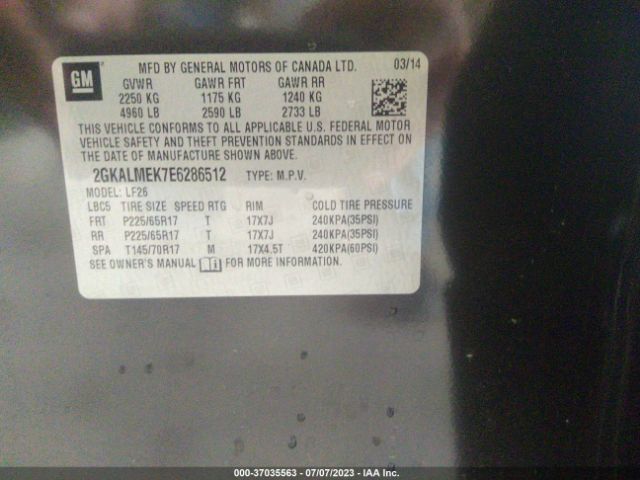 GM
MFD BY GENERAL MOTORS OF CANADA LTD. 03/14
GVWR GAWR FRT GAWR RR
2250 KG 1175 KG 1240 KG
4960 LB 2590 LB 2733 LB
THIS VEHICLE CONFORMS TO ALL APPLICABLE U.S. FEDERAL MOTOR
VEHICLE SAFETY AND THEFT PREVENTION STANDARDS IN EFFECT ON
THE DATE OF MANUFACTURE SHOWN ABOVE.
2GKALMEK7E6286512 TYPE: M.P.V.
MODEL: LF26
LBC5 TIRE SIZE SPEED RTG RIM COLD TIRE PRESSURE
FRT P225/65R17 T 17X7J 240KPA(35PSI)
RR P225/65R17 T 17X7J 240KPA(35PSI)
SPA T145/70R17 M 17X4.5T 420KPA(60PSI)
SEE OWNER'S MANUAL FOR MORE INFORMATION.
000-37035563 / 07/07/2023 - IAA Inc.